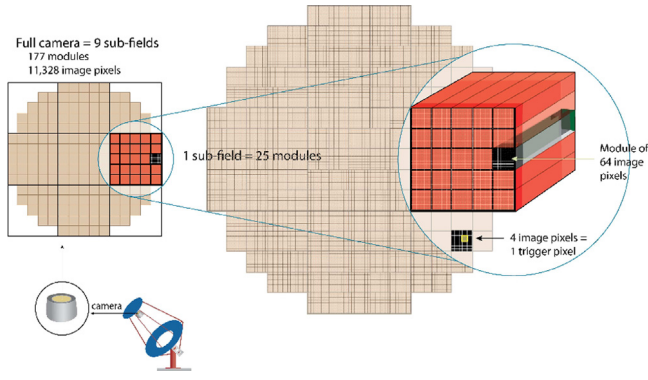 Full camera = 9 sub-fields
177 modules
11,328 image pixels
1 sub-field = 25 modules
Module of
64 image
pixels
4 image pixels =
1 trigger pixel
camera